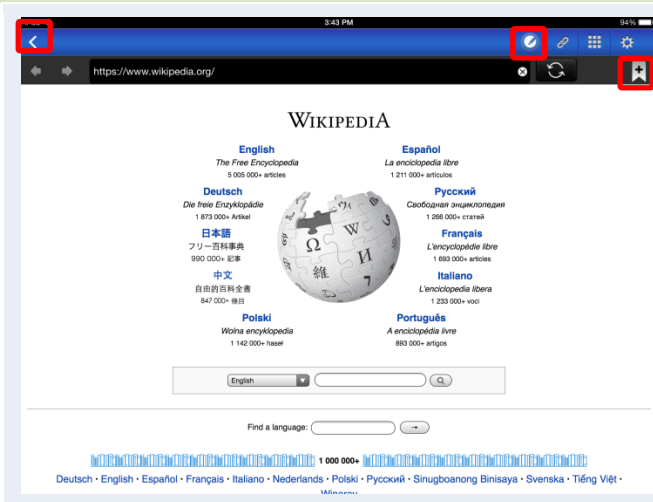 3:43 PM
94%
https://www.wikipedia.org/
WIKIPEDIA
English
The Free Encyclopedia
5 005 000+ articles
Español
La enciclopedia libre
1 211 000+ artículos
Deutsch
Die freie Enzyklopädie
1 873 000+ Artikel
Русский
Свободная энциклопедия
1 266 000+ статей
日本語
フリー百科事典
990 000+ 記事
Français
L'encyclopédie libre
1 693 000+ articles
中文
自由的百科全書
847 000+ 條目
Italiano
L'enciclopedia libera
1 233 000+ voci
Polski
Wolna encyklopedia
1 142 000+ haseł
Português
A enciclopédia livre
893 000+ artigos
Ω W И 維 7
English
Find a language:
1 000 000+
Deutsch · English · Español · Français · Italiano · Nederlands · Polski · Русский · Sinugboanong Binisaya · Svenska · Tiếng Việt ·